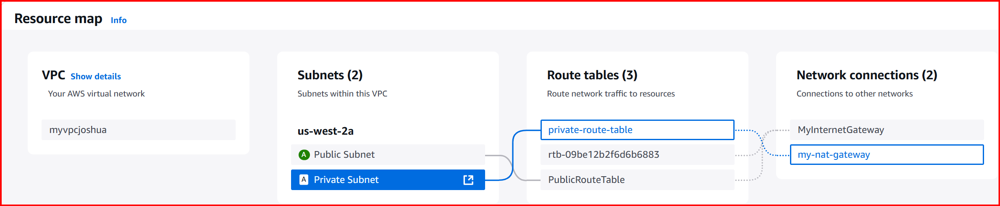 Resource map Info
VPC Show details
Your AWS virtual network
myvpcjoshua
Subnets (2)
Subnets within this VPC
us-west-2a
A Public Subnet
A Private Subnet
Route tables (3)
Route network traffic to resources
private-route-table
rtb-09be12b2f6d6b6883
PublicRouteTable
Network connections (2)
Connections to other networks
MyInternetGateway
my-nat-gateway